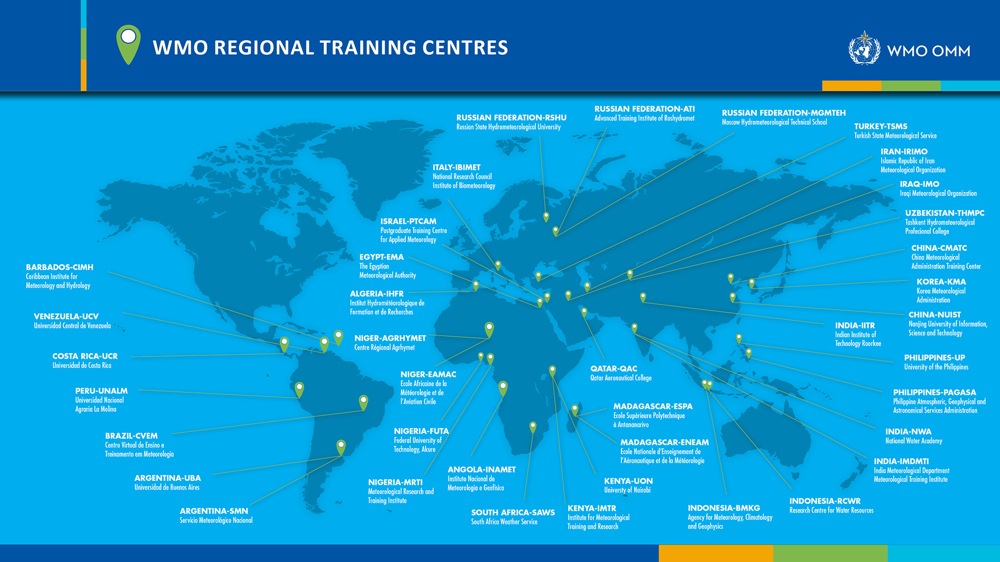 WMO REGIONAL TRAINING CENTRES
WMO OMM
RUSSIAN FEDERATION-RSHU
Russian State Hydrometeorological University
RUSSIAN FEDERATION-ATI
Advanced Training Institute of Roshydromet
RUSSIAN FEDERATION-MGMTEH
Moscow Hydrometeorological Technical School
TURKEY-TSMS
Turkish State Meteorological Service
IRAN-IRIMO
Islamic Republic of Iran
Meteorological Organization
IRAQ-IMO
Iraqi Meteorological Organization
UZBEKISTAN-THMPC
Tashkent Hydrometeorological
Profecional College
CHINA-CMATC
China Meteorological
Administration Training Center
KOREA-KMA
Korea Meteorological
Administration
CHINA-NUIST
Nanjing University of Information,
Science and Technology
INDIA-IITR
Indian Institute of
Technology Roorkee
PHILIPPINES-UP
University of the Philippines
PHILIPPINES-PAGASA
Philippine Atmospheric, Geophysical and
Astronomical Services Administration
INDIA-NWA
National Water Academy
INDIA-IMDMTI
India Meteorological Department
Meteorological Training Institute
INDONESIA-RCWR
Research Centre for Water Resources
INDONESIA-BMKG
Agency for Meteorology, Climatology
and Geophysics
QATAR-QAC
Qatar Aeronautical College
MADAGASCAR-ESPA
Ecole Supérieure Polytechnique
à Antananarivo
MADAGASCAR-ENEAM
Ecole Nationale d'Enseignement de
l'Aéronautique et de la Météorologie
KENYA-UON
Universty of Nairobi
KENYA-IMTR
Institute for Meteorological
Training and Research
SOUTH AFRICA-SAWS
South Africa Weather Service
ANGOLA-INAMET
Instituto Nacional de
Meteorologia e Geofísica
NIGERIA-MRTI
Meteorological Research and
Training Institute
NIGERIA-FUTA
Federal University of
Technology, Akure
NIGER-EAMAC
Ecole Africaine de la
Météorologie et de
l'Aviation Civile
NIGER-AGRHYMET
Centre Régional Agrhymet
ALGERIA-IHFR
Institut Hydrométéorologique de
Formation et de Recherches
EGYPT-EMA
The Egyptian
Meteorological Authority
ISRAEL-PTCAM
Postgraduate Training Centre
for Applied Meteorology
ITALY-IBIMET
National Research Council
Institute of Biometeorology
BARBADOS-CIMH
Caribbean Institute for
Meteorology and Hydrology
VENEZUELA-UCV
Universidad Central de Venezuela
COSTA RICA-UCR
Universidad de Costa Rica
PERU-UNALM
Universidad Nacional
Agraria La Molina
BRAZIL-CVEM
Centro Virtual de Ensino e
Treinamento em Meteorologia
ARGENTINA-UBA
Universidad de Buenos Aires
ARGENTINA-SMN
Servicio Meteorológico Nacional